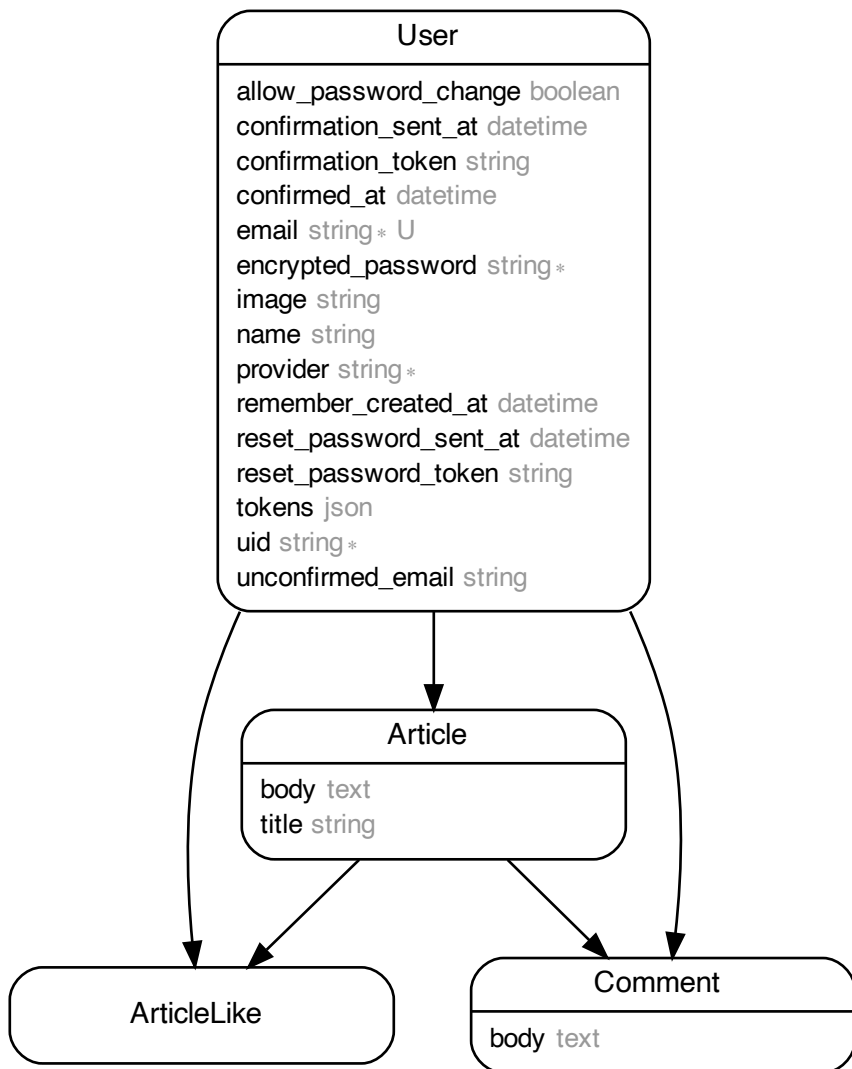 User
allow_password_change boolean
confirmation_sent_at datetime
confirmation_token string
confirmed_at datetime
email string * U
encrypted_password string *
image string
name string
provider string *
remember_created_at datetime
reset_password_sent_at datetime
reset_password_token string
tokens json
uid string *
unconfirmed_email string
Article
body text
title string
ArticleLike
Comment
body text